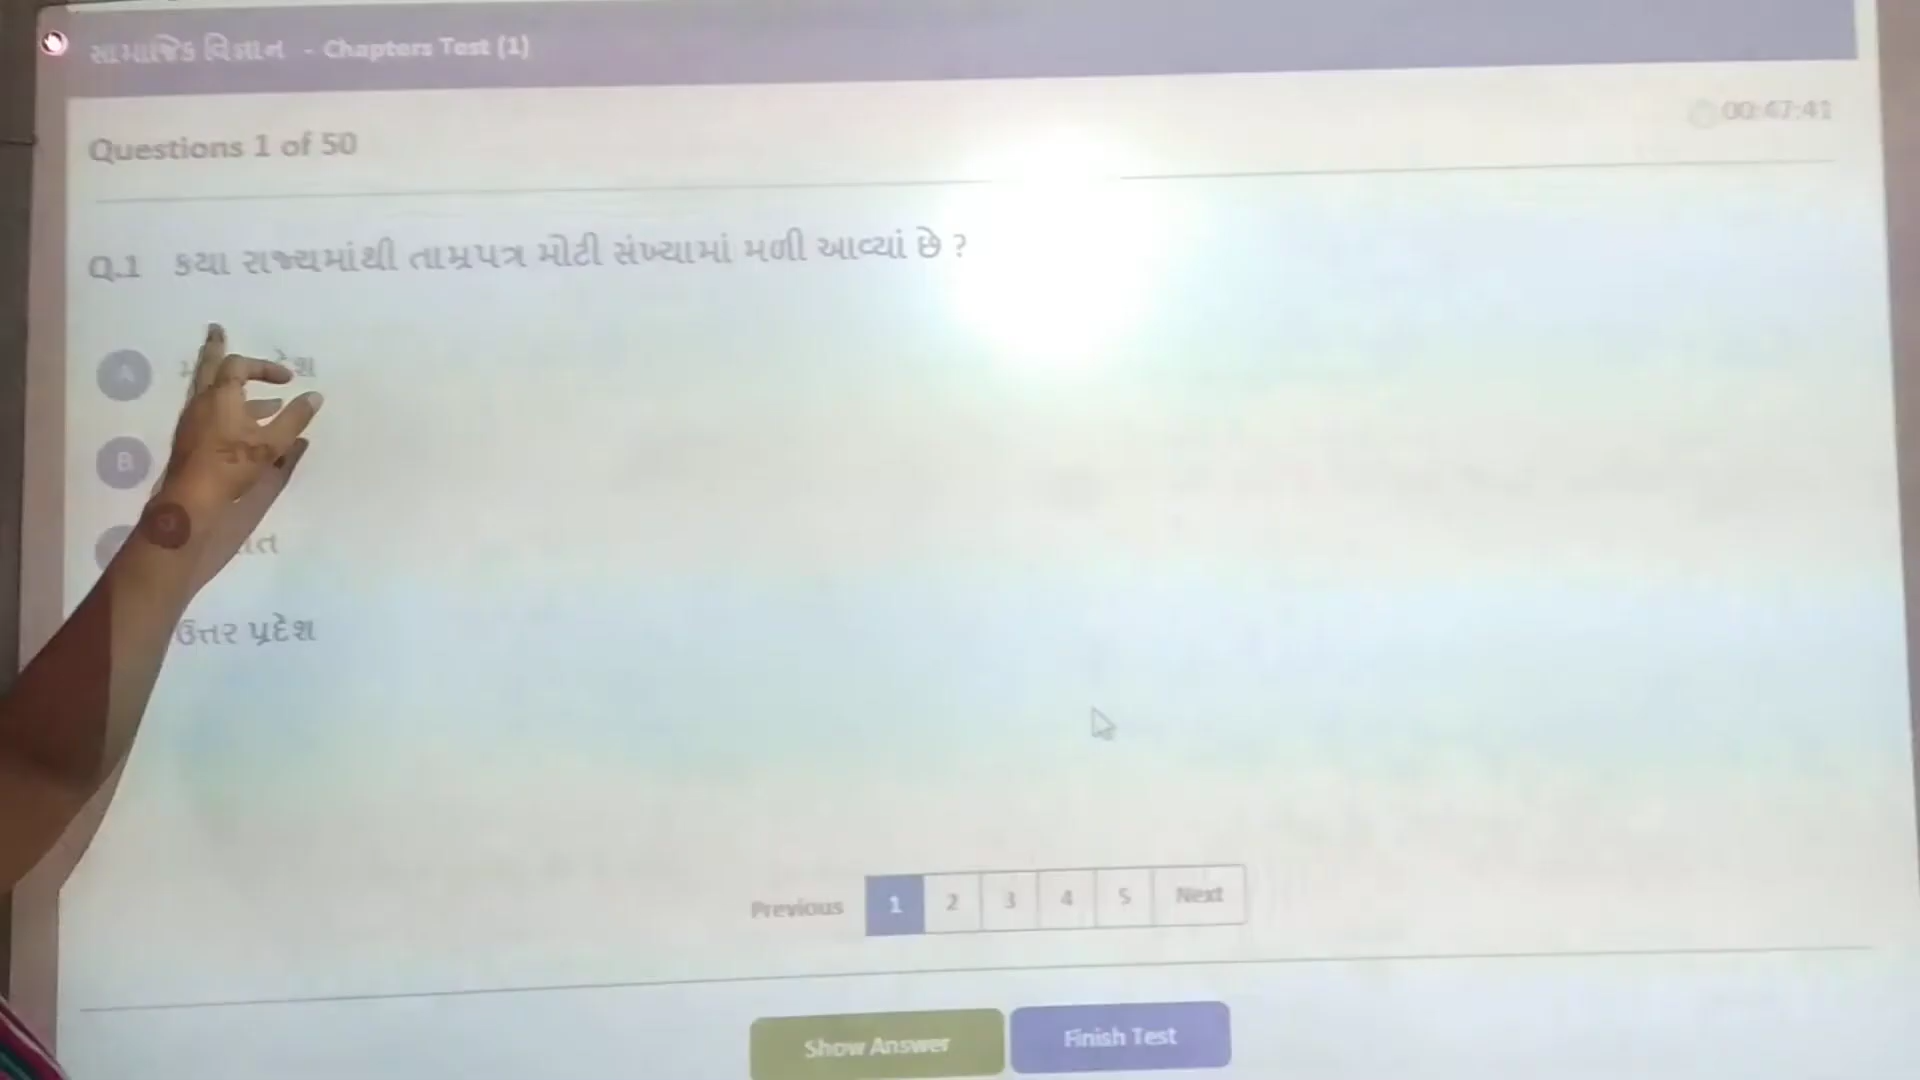 સામાજિક વિજ્ઞાન - Chapters Test (1)
00:47:41
Questions 1 of 50
Q.1 કયા રાજ્યમાંથી તામ્રપત્ર મોટી સંખ્યામાં મળી આવ્યાં છે ?
A
B
ઉત્તર પ્રદેશ
Previous 1 2 3 4 5 Next
Show Answer Finish Test